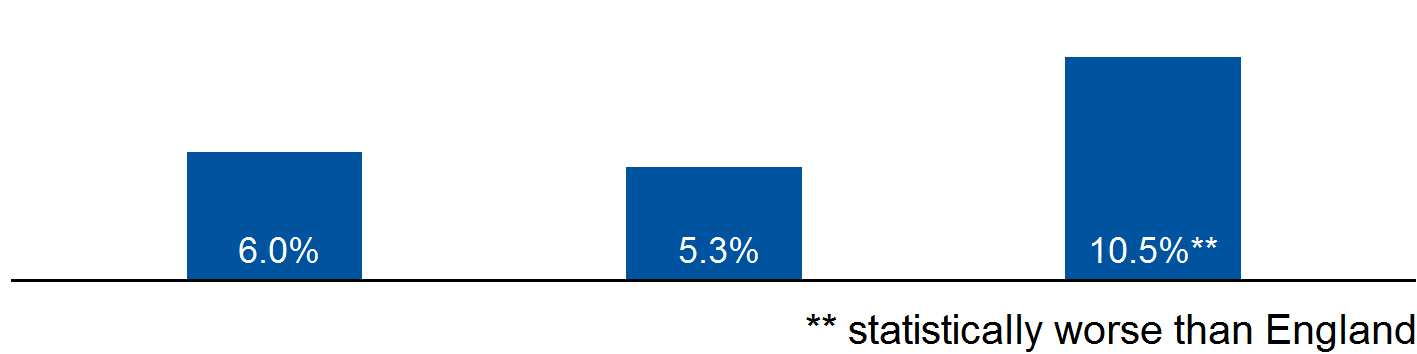 6.0% 5.3% 10.5%**
** statistically worse than England